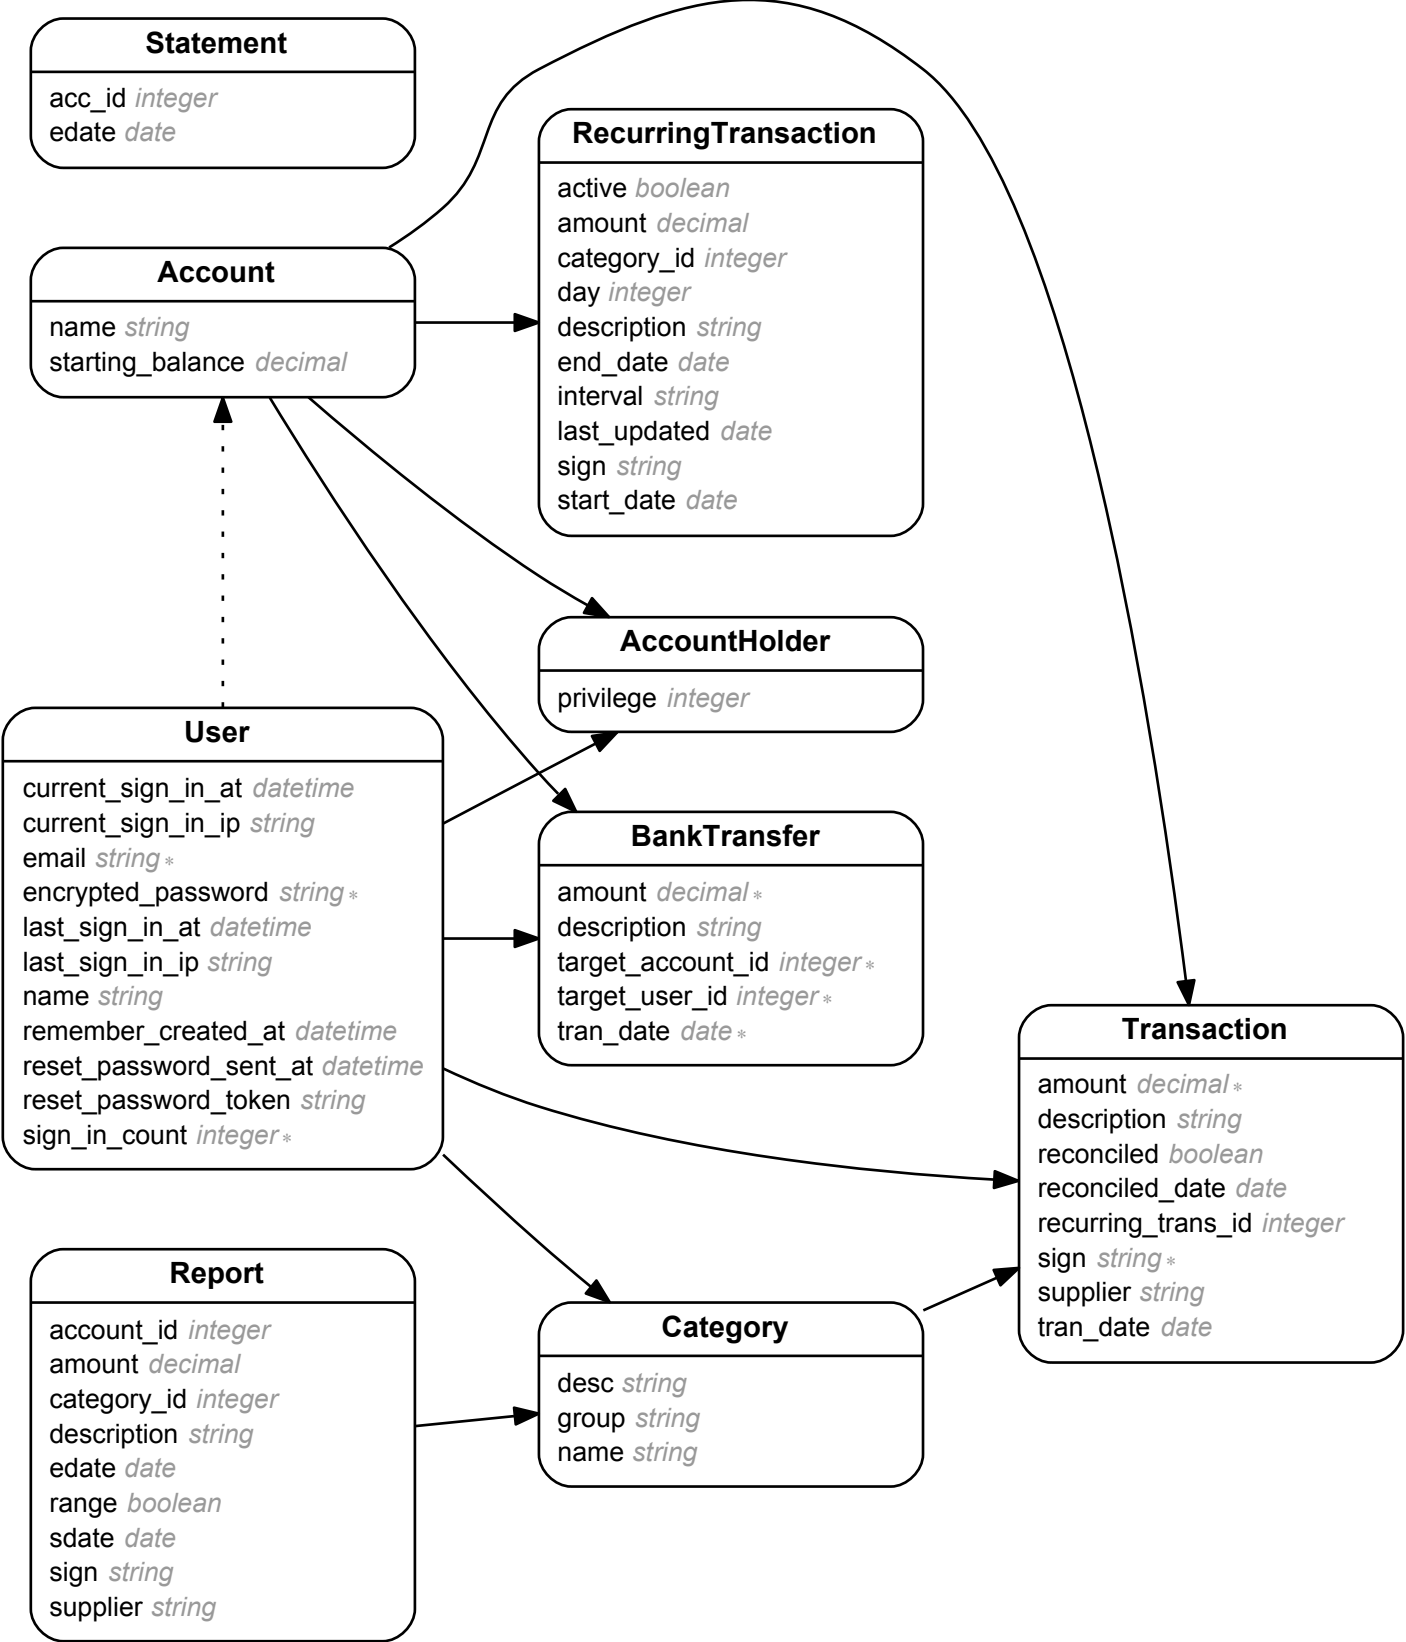 Statement
acc_id integer
edate date
RecurringTransaction
active boolean
amount decimal
category_id integer
day integer
description string
end_date date
interval string
last_updated date
sign string
start_date date
Account
name string
starting_balance decimal
AccountHolder
privilege integer
User
current_sign_in_at datetime
current_sign_in_ip string
email string *
encrypted_password string *
last_sign_in_at datetime
last_sign_in_ip string
name string
remember_created_at datetime
reset_password_sent_at datetime
reset_password_token string
sign_in_count integer *
BankTransfer
amount decimal *
description string
target_account_id integer *
target_user_id integer *
tran_date date *
Transaction
amount decimal *
description string
reconciled boolean
reconciled_date date
recurring_trans_id integer
sign string *
supplier string
tran_date date
Report
account_id integer
amount decimal
category_id integer
description string
edate date
range boolean
sdate date
sign string
supplier string
Category
desc string
group string
name string